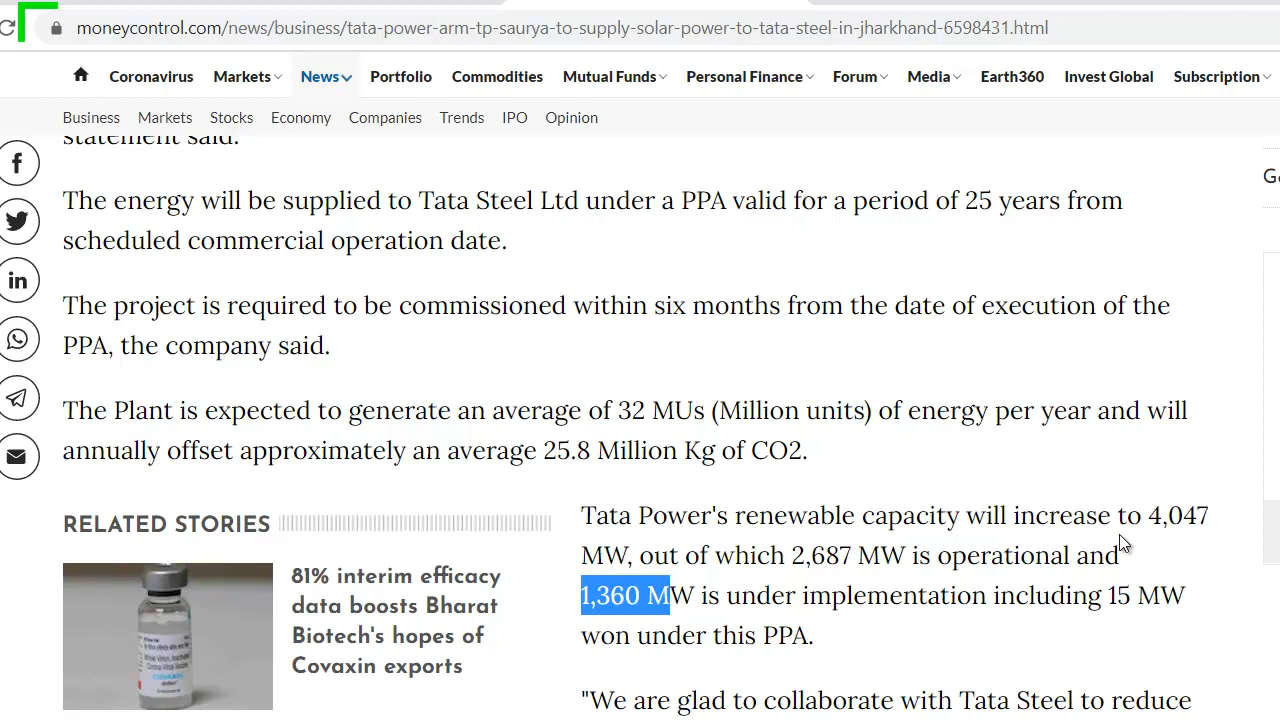 moneycontrol.com/news/business/tata-power-arm-tp-saurya-to-supply-solar-power-to-tata-steel-in-jharkhand-6598431.html
Coronavirus Markets News Portfolio Commodities Mutual Funds Personal Finance Forum Media Earth360 Invest Global Subscription
Business Markets Stocks Economy Companies Trends IPO Opinion
statement said.
The energy will be supplied to Tata Steel Ltd under a PPA valid for a period of 25 years from
scheduled commercial operation date.
The project is required to be commissioned within six months from the date of execution of the
PPA, the company said.
The Plant is expected to generate an average of 32 MUs (Million units) of energy per year and will
annually offset approximately an average 25.8 Million Kg of CO2.
RELATED STORIES
81% interim efficacy
data boosts Bharat
Biotech's hopes of
Covaxin exports
Tata Power's renewable capacity will increase to 4,047
MW, out of which 2,687 MW is operational and
1,360 MW is under implementation including 15 MW
won under this PPA.
"We are glad to collaborate with Tata Steel to reduce